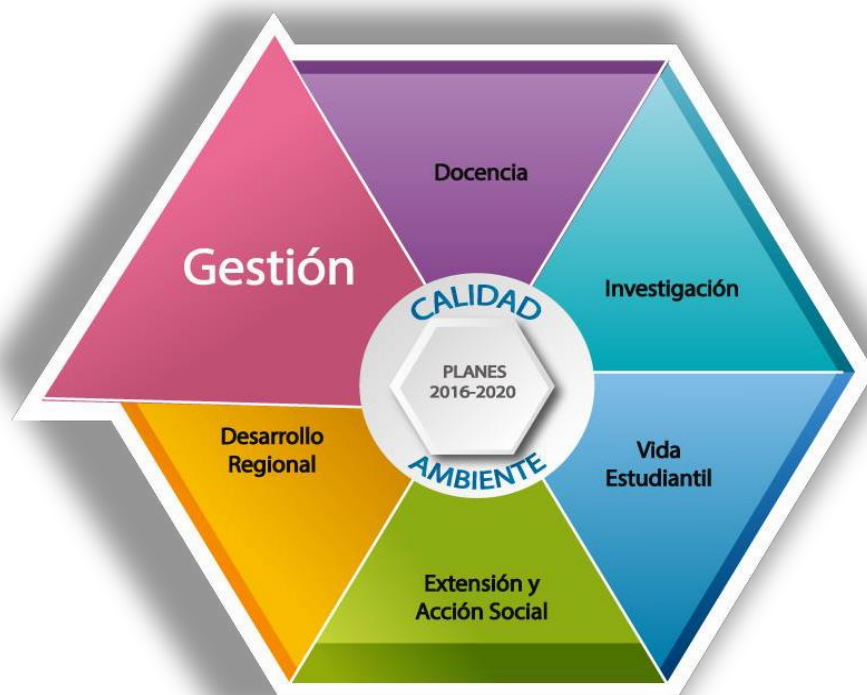 Docencia
Gestión
Investigación
CALIDAD
PLANES
2016-2020
AMBIENTE
Desarrollo
Regional
Vida
Estudiantil
Extensión y
Acción Social